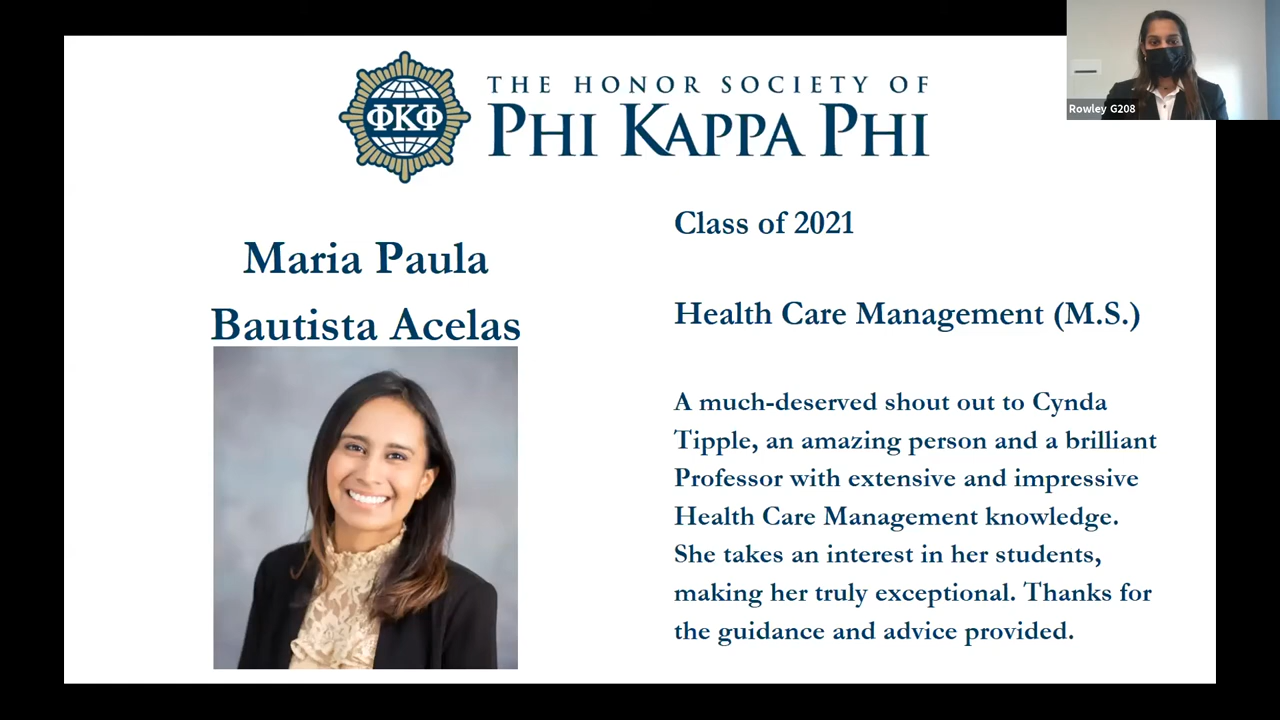 THE HONOR SOCIETY OF
ΦΚΦ
PHI KAPPA PHI
Rowley G208
Maria Paula
Bautista Acelas
Class of 2021
Health Care Management (M.S.)
A much-deserved shout out to Cynda
Tipple, an amazing person and a brilliant
Professor with extensive and impressive
Health Care Management knowledge.
She takes an interest in her students,
making her truly exceptional. Thanks for
the guidance and advice provided.